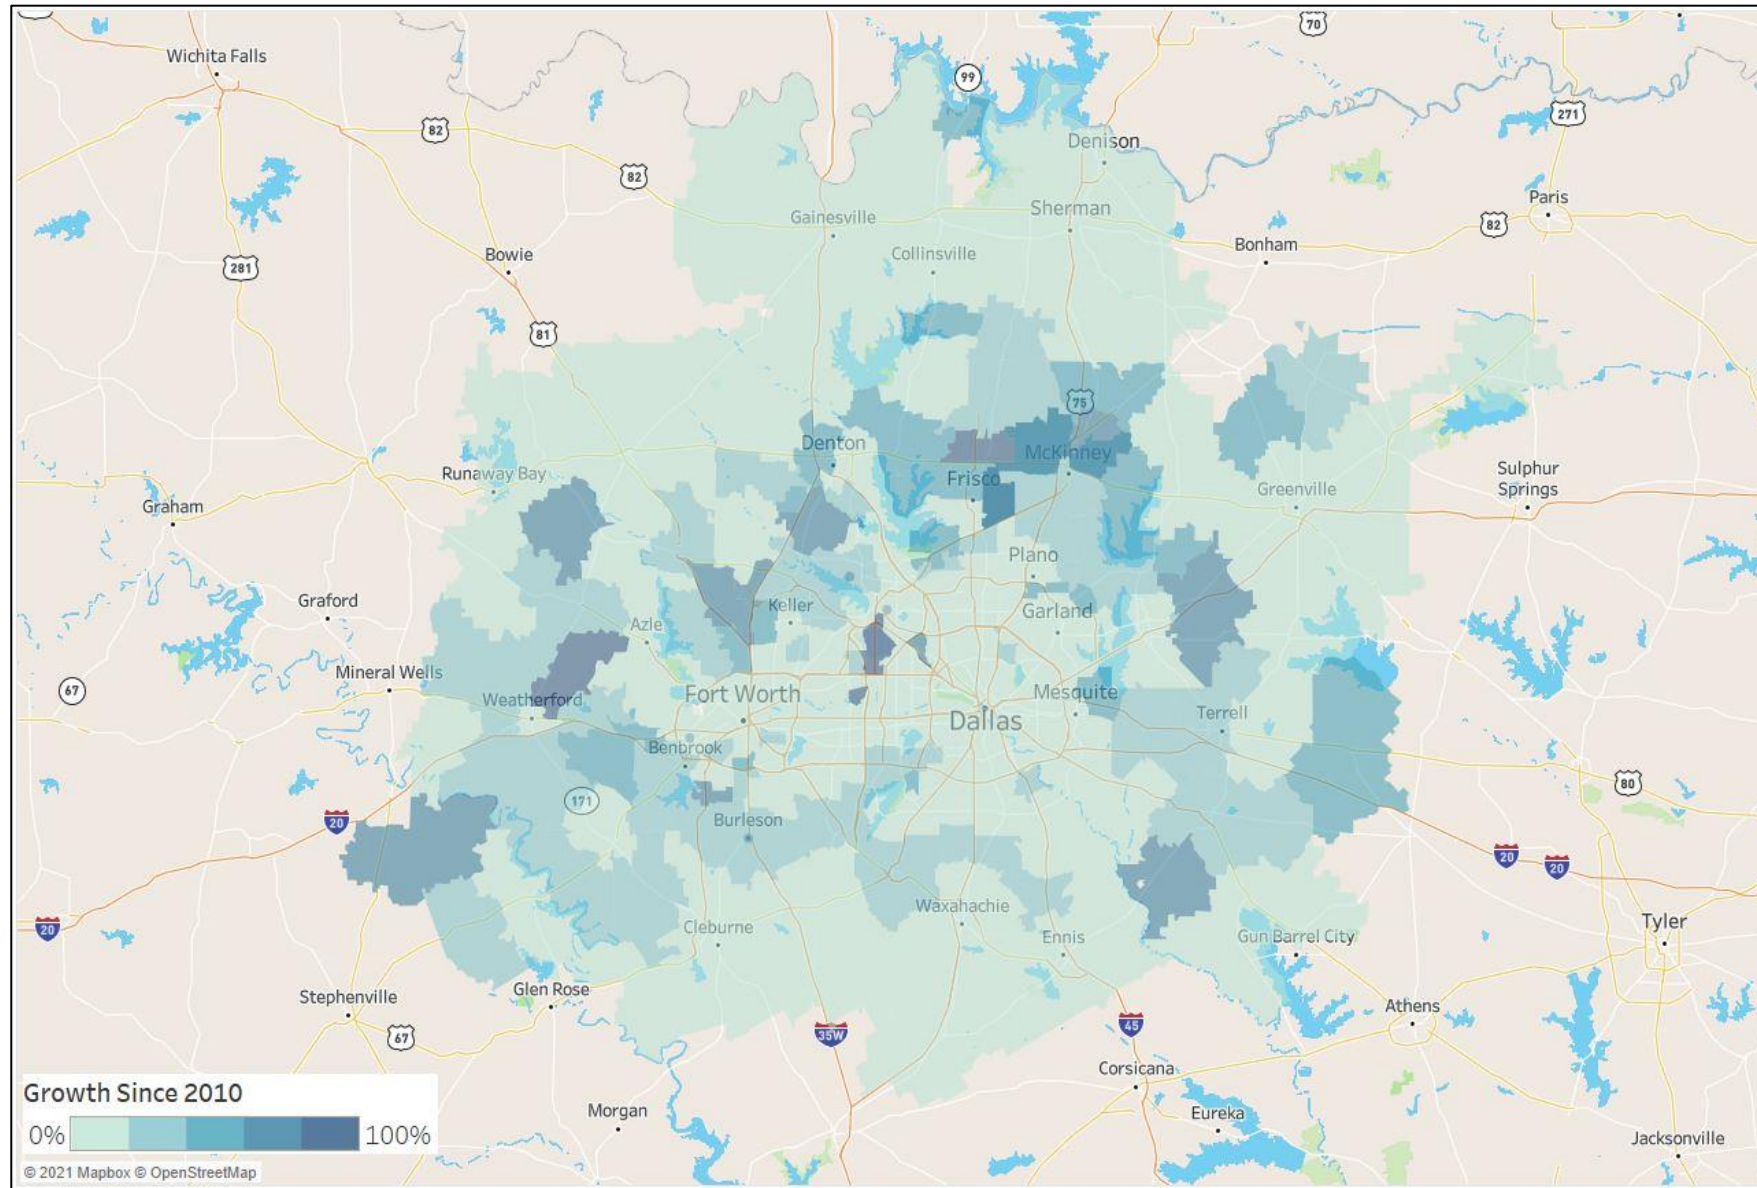 70
Wichita Falls
99
271
82
Denison
82
Paris
Gainesville
Sherman
82
Bonham
Bowie
Collinsville
281
81
75
Denton
McKinney
Runaway Bay
Frisco
Sulphur
Springs
Greenville
Graham
Plano
Graford
Keller
Garland
Azle
Mineral Wells
67
Weatherford
Fort Worth
Mesquite
Dallas
Terrell
Benbrook
80
171
20
Burleson
20
20
Waxahachie
20
Cleburne
Ennis
Gun Barrel City
Tyler
Stephenville
Glen Rose
Athens
67
35W
45
Corsicana
Growth Since 2010
Morgan
Eureka
0%
100%
Jacksonville
© 2021 Mapbox © OpenStreetMap